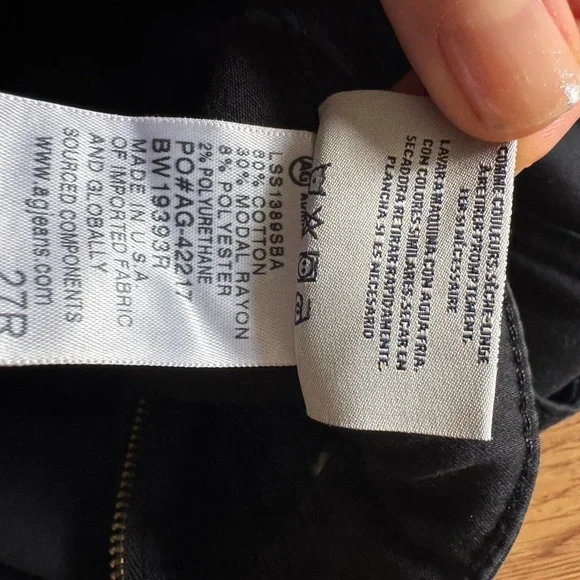 LSS1389SBA
60% COTTON
30% MODAL RAYON
8% POLYESTER
2% POLYURETHANE
PO#AG-42217
BW19393R
MADE IN U.S.A
OF IMPORTED FABRIC
AND GLOBALLY
SOURCED COMPONENTS
www.agjeans.com
27R
COMME COULEURS. SÈCHE-LINGE
À RETIRER PROMPTEMENT.
SI NÉCESSAIRE
LAVAR A MAQUINA CON AGUA FRIA,
CON COLORES SIMILARES. SECAR EN
SECADORA RETIRAR RAPIDAMENTE.
PLANCHA SI ES NECESARIO
AG